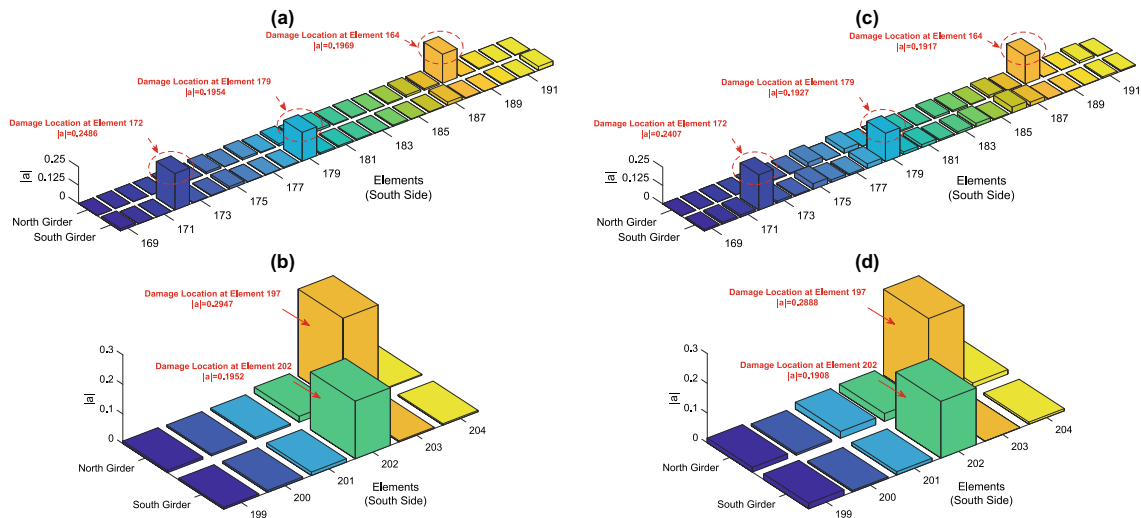 (a)
Damage Location at Element 164
|a|=0.1969
Damage Location at Element 179
|a|=0.1954
Damage Location at Element 172
|a|=0.2486
|a|
0.25
0.125
0
North Girder
South Girder
169
171
173
175
177
179
181
183
185
187
189
191
Elements
(South Side)
(c)
Damage Location at Element 164
|a|=0.1917
Damage Location at Element 179
|a|=0.1927
Damage Location at Element 172
|a|=0.2407
|a|
0.25
0.125
0
North Girder
South Girder
169
171
173
175
177
179
181
183
185
187
189
191
Elements
(South Side)
(b)
Damage Location at Element 197
|a|=0.2947
Damage Location at Element 202
|a|=0.1952
|a|
0.3
0.2
0.1
0
North Girder
South Girder
199
200
201
202
203
204
Elements
(South Side)
(d)
Damage Location at Element 197
|a|=0.2888
Damage Location at Element 202
|a|=0.1908
|a|
0.3
0.2
0.1
0
North Girder
South Girder
199
200
201
202
203
204
Elements
(South Side)